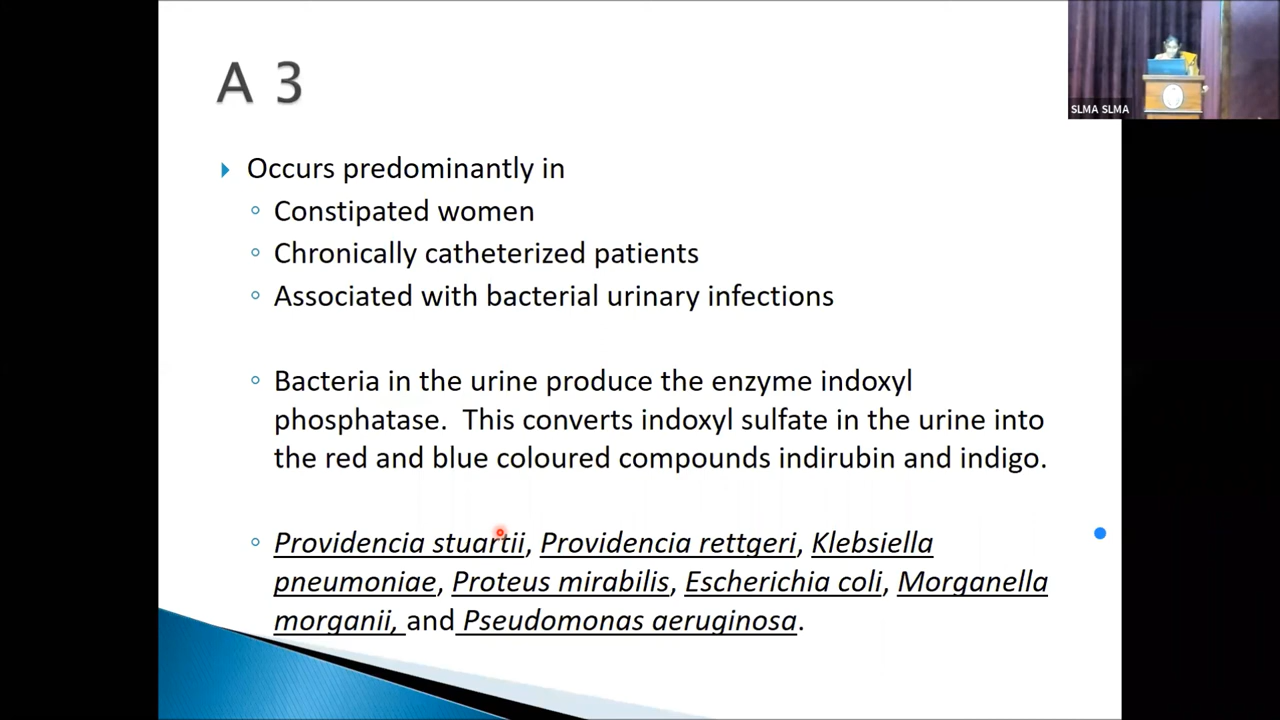 SLMA SLMA
A 3
Occurs predominantly in
Constipated women
Chronically catheterized patients
Associated with bacterial urinary infections
Bacteria in the urine produce the enzyme indoxyl
phosphatase. This converts indoxyl sulfate in the urine into
the red and blue coloured compounds indirubin and indigo.
Providencia stuartii, Providencia rettgeri, Klebsiella
pneumoniae, Proteus mirabilis, Escherichia coli, Morganella
morganii, and Pseudomonas aeruginosa.